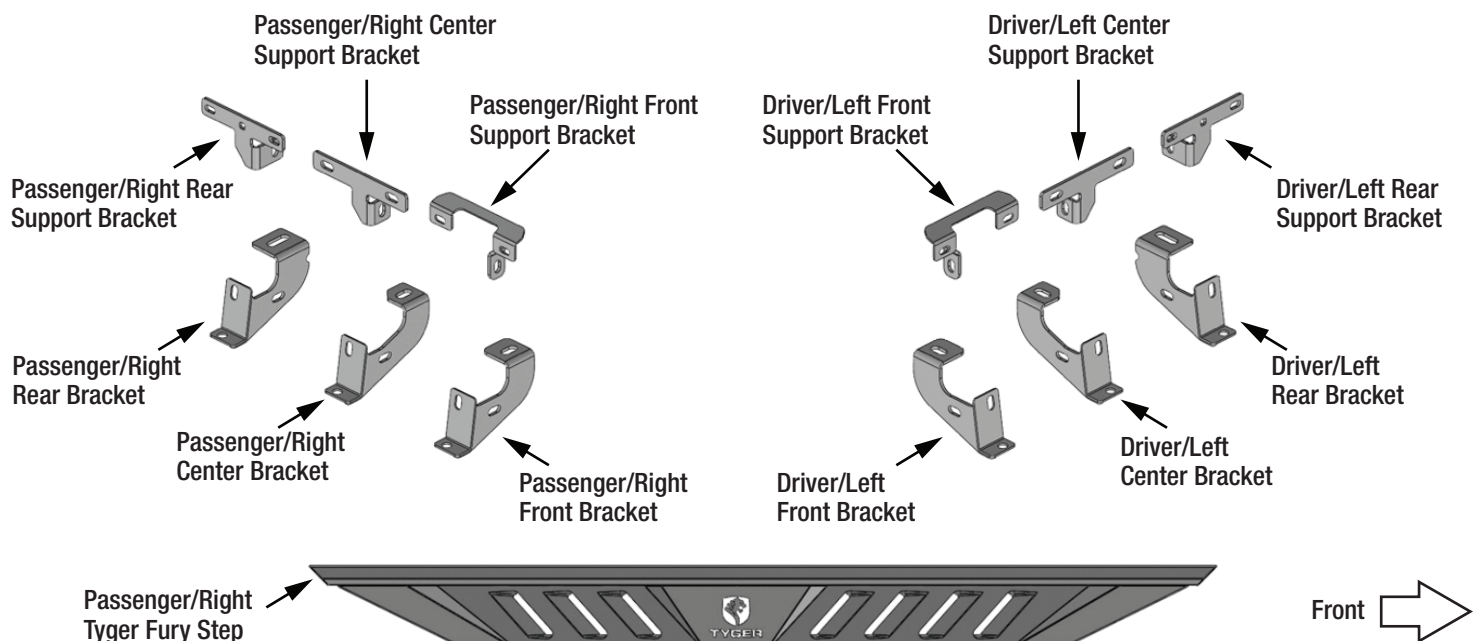 Passenger/Right Center
Support Bracket
Driver/Left Center
Support Bracket
Passenger/Right Front
Support Bracket
Driver/Left Front
Support Bracket
Passenger/Right Rear
Support Bracket
Driver/Left Rear
Support Bracket
Passenger/Right
Rear Bracket
Driver/Left
Rear Bracket
Passenger/Right
Center Bracket
Driver/Left
Center Bracket
Passenger/Right
Front Bracket
Driver/Left
Front Bracket
Passenger/Right
Tyger Fury Step
TYGER
Front